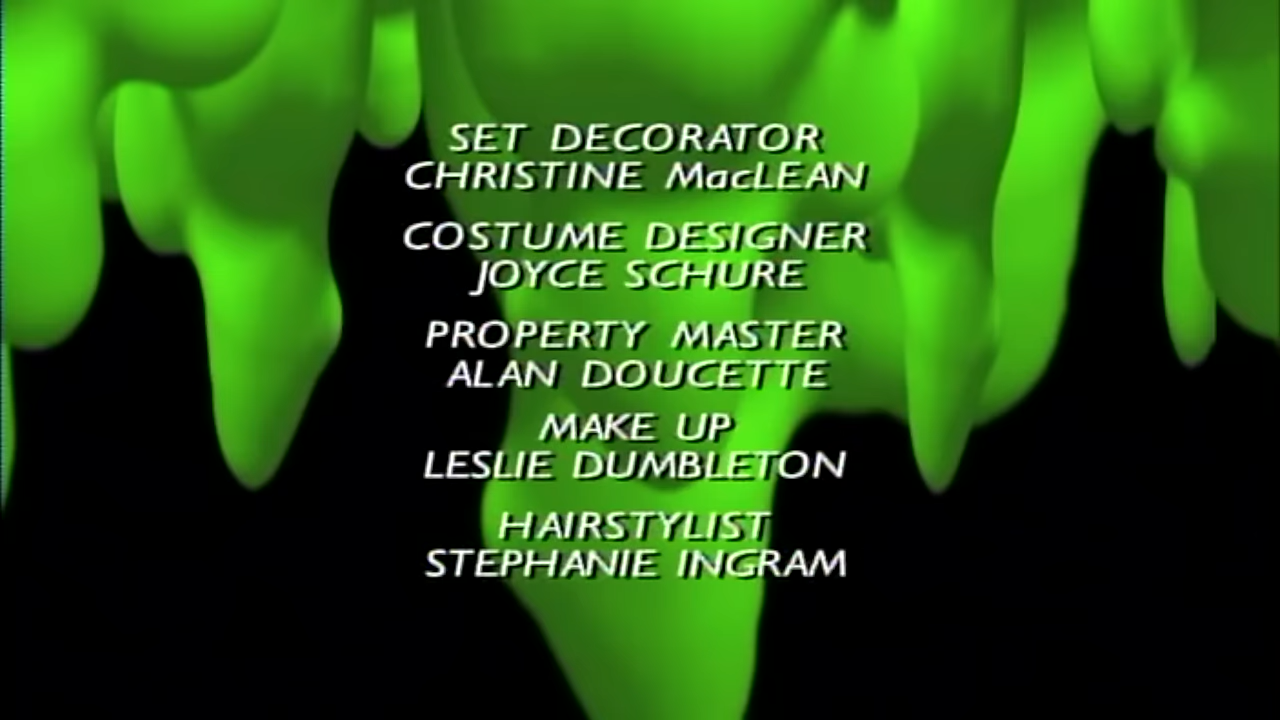 SET DECORATOR
CHRISTINE MacLEAN
COSTUME DESIGNER
JOYCE SCHURE
PROPERTY MASTER
ALAN DOUCETTE
MAKE UP
LESLIE DUMBLETON
HAIRSTYLIST
STEPHANIE INGRAM